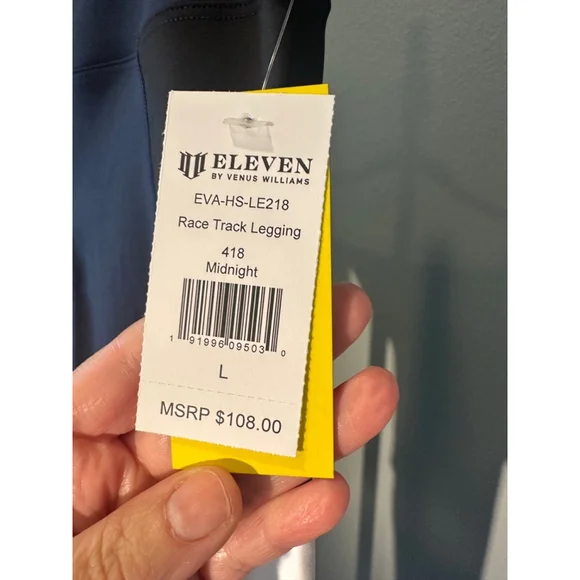 ELEVEN
BY VENUS WILLIAMS
EVA-HS-LE218
Race Track Legging
418
Midnight
1 91996 09503 0
L
MSRP $108.00